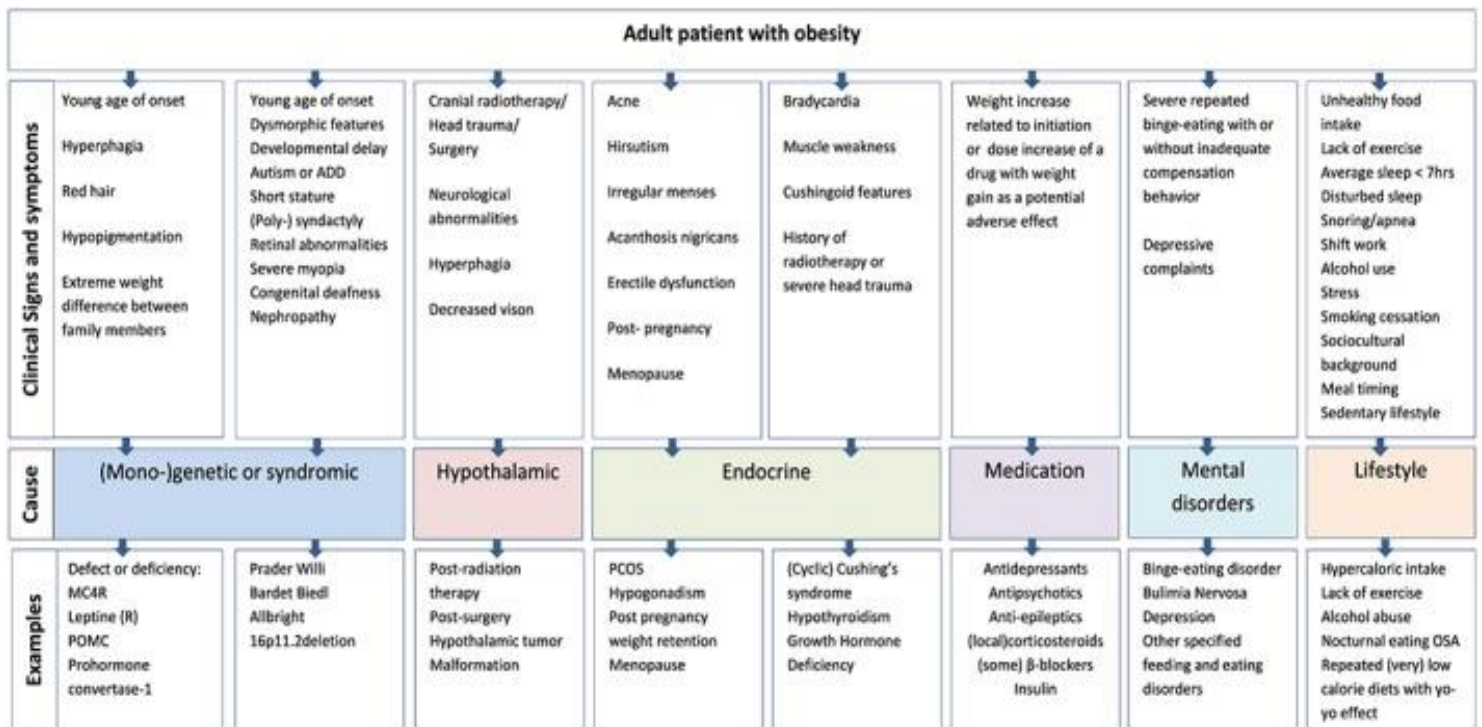 Adult patient with obesity
Clinical Signs and symptoms
Young age of onset
Hyperphagia
Red hair
Hypopigmentation
Extreme weight
difference between
family members
Young age of onset
Dysmorphic features
Developmental delay
Autism or ADD
Short stature
(Poly-) syndactyly
Retinal abnormalities
Severe myopia
Congenital deafness
Nephropathy
Cranial radiotherapy/
Head trauma/
Surgery
Neurological
abnormalities
Hyperphagia
Decreased vison
Acne
Hirsutism
Irregular menses
Acanthosis nigricans
Erectile dysfunction
Post- pregnancy
Menopause
Bradycardia
Muscle weakness
Cushingoid features
History of
radiotherapy or
severe head trauma
Weight increase
related to initiation
or dose increase of a
drug with weight
gain as a potential
adverse effect
Severe repeated
binge-eating with or
without inadequate
compensation
behavior
Depressive
complaints
Unhealthy food
intake
Lack of exercise
Average sleep < 7hrs
Disturbed sleep
Snoring/apnea
Shift work
Alcohol use
Stress
Smoking cessation
Sociocultural
background
Meal timing
Sedentary lifestyle
Cause
(Mono-)genetic or syndromic
Hypothalamic
Endocrine
Medication
Mental
disorders
Lifestyle
Examples
Defect or deficiency:
MC4R
Leptine (R)
POMC
Prohormone
convertase-1
Prader Willi
Bardet Biedl
Allbright
16p11.2deletion
Post-radiation
therapy
Post-surgery
Hypothalamic tumor
Malformation
PCOS
Hypogonadism
Post pregnancy
weight retention
Menopause
(Cyclic) Cushing's
syndrome
Hypothyroidism
Growth Hormone
Deficiency
Antidepressants
Antipsychotics
Anti-epileptics
(local)corticosteroids
(some) β-blockers
Insulin
Binge-eating disorder
Bulimia Nervosa
Depression
Other specified
feeding and eating
disorders
Hypercaloric intake
Lack of exercise
Alcohol abuse
Nocturnal eating OSA
Repeated (very) low
calorie diets with yo-
yo effect